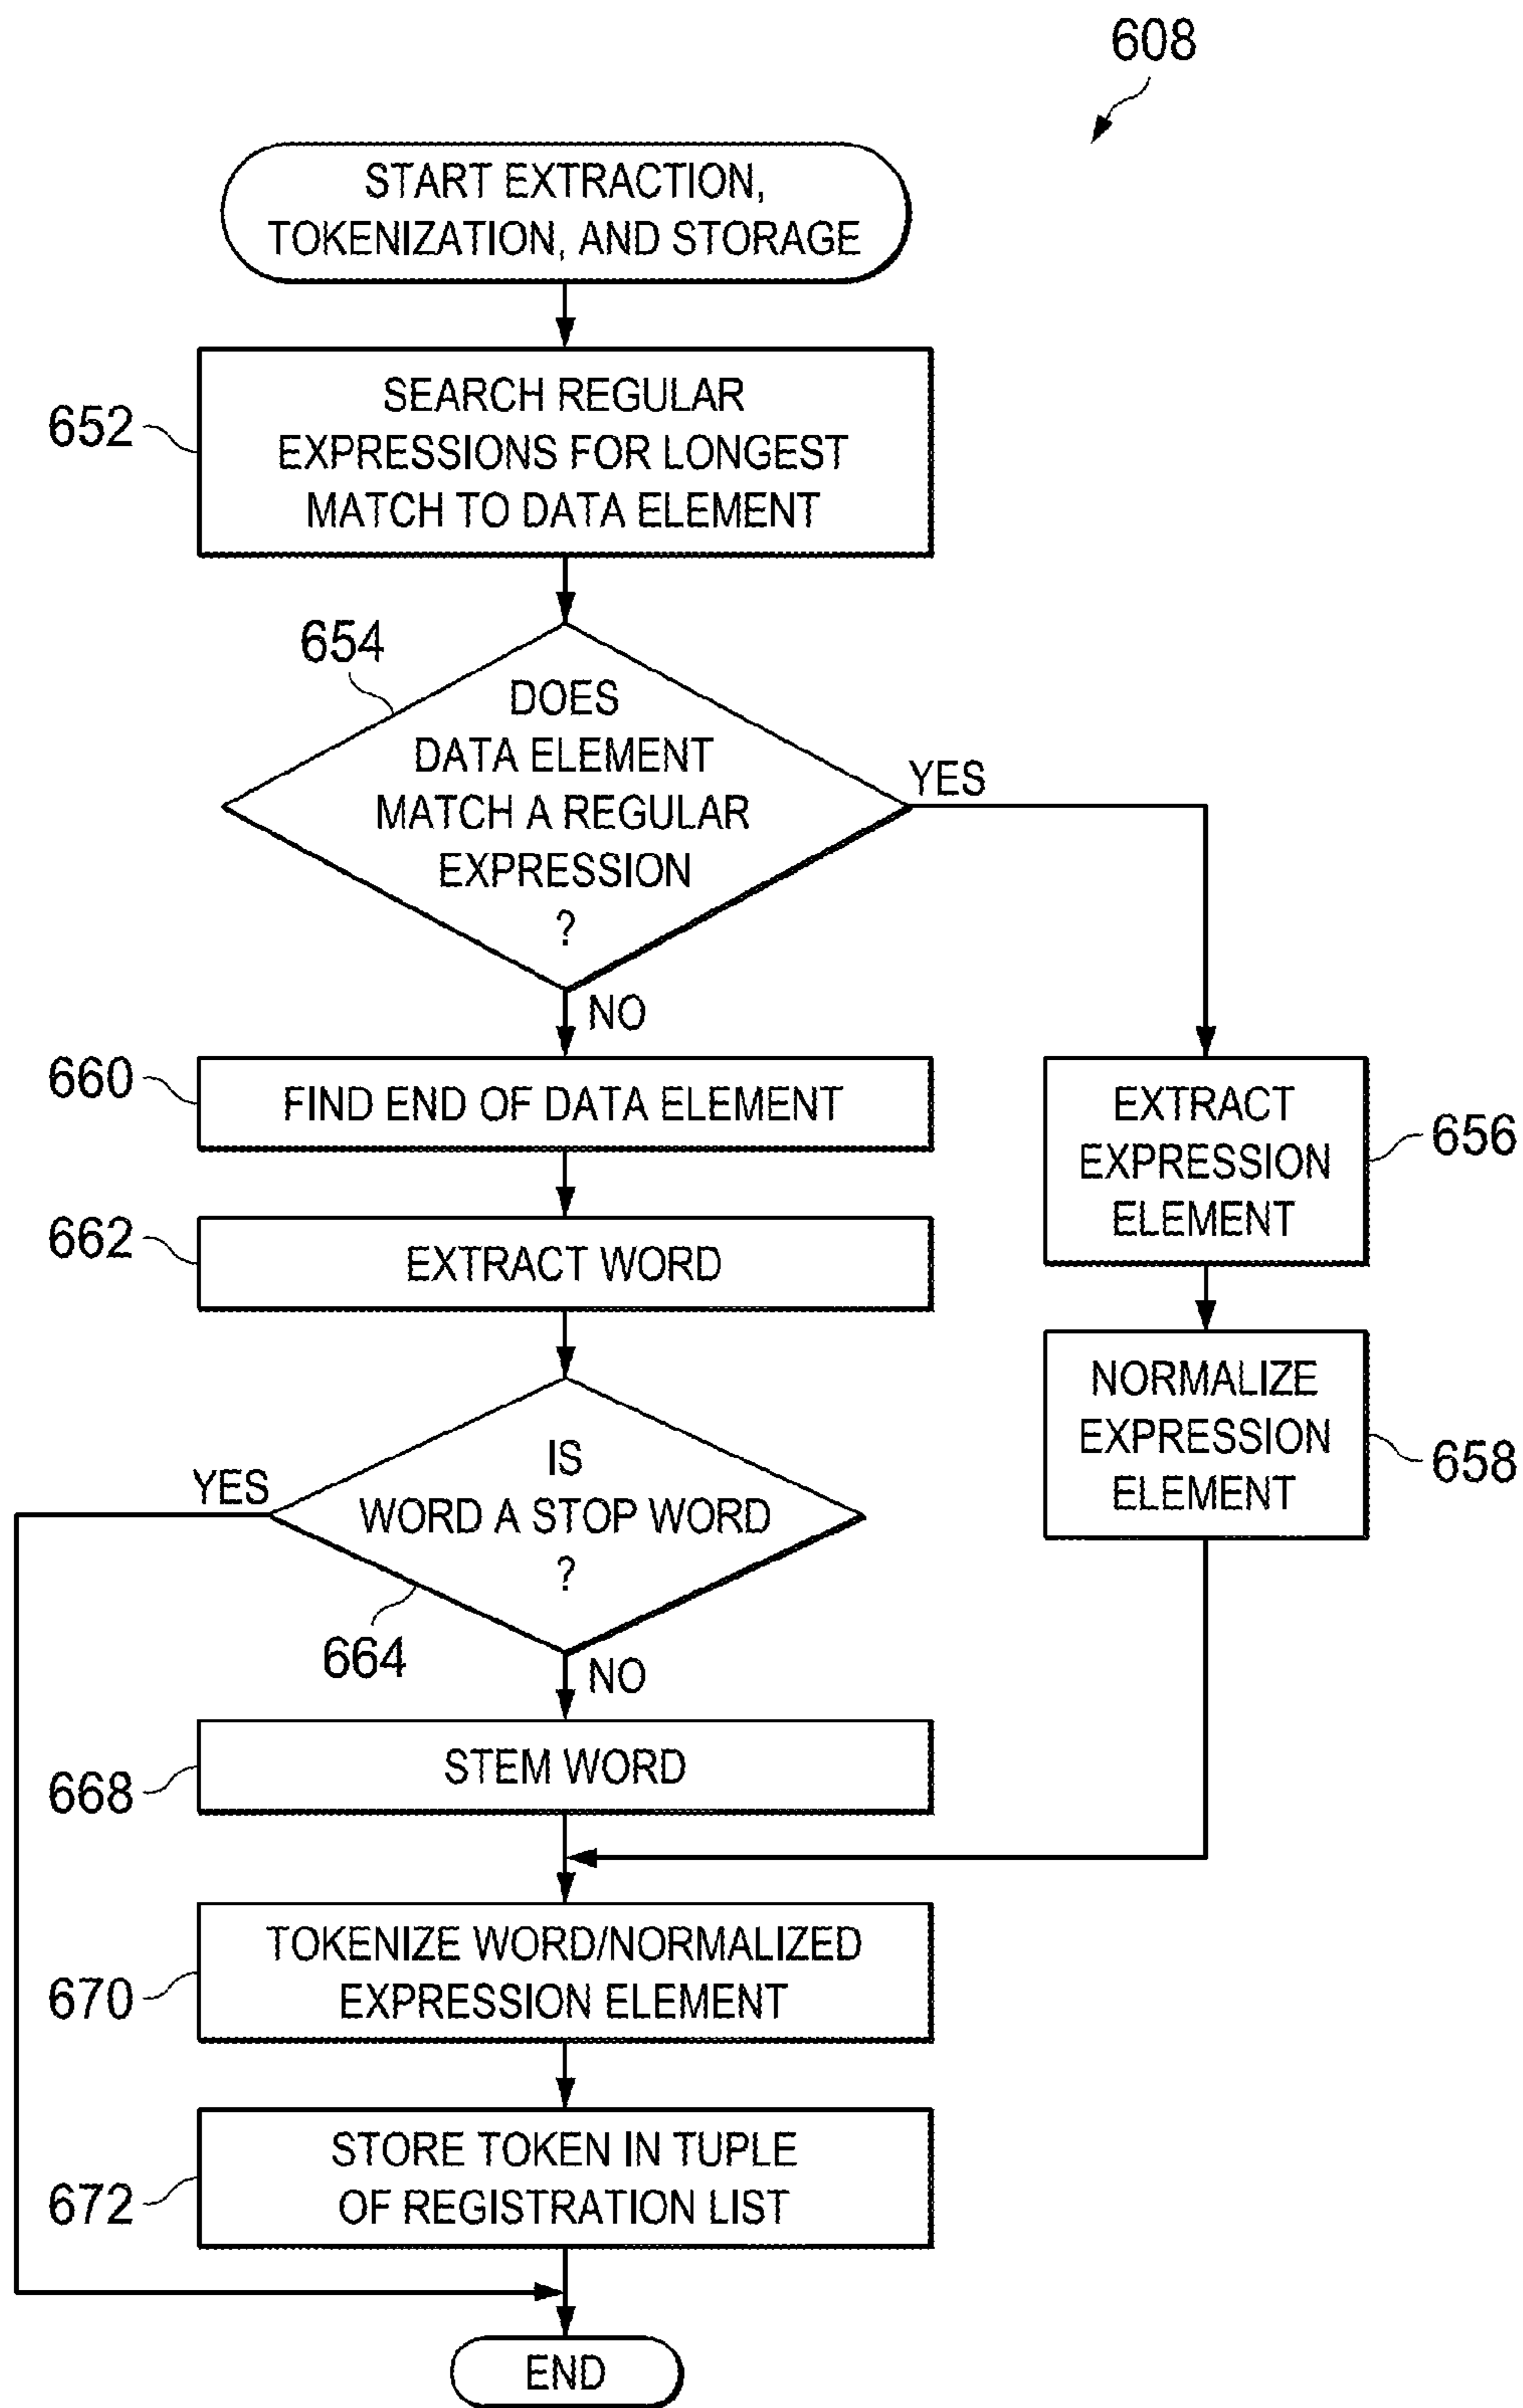 608
START EXTRACTION,
TOKENIZATION, AND STORAGE
652
SEARCH REGULAR
EXPRESSIONS FOR LONGEST
MATCH TO DATA ELEMENT
654
DOES
DATA ELEMENT
MATCH A REGULAR
EXPRESSION
?
YES
NO
660
FIND END OF DATA ELEMENT
EXTRACT
EXPRESSION
ELEMENT
656
662
EXTRACT WORD
NORMALIZE
EXPRESSION
ELEMENT
658
YES
IS
WORD A STOP WORD
?
664
NO
668
STEM WORD
670
TOKENIZE WORD/NORMALIZED
EXPRESSION ELEMENT
672
STORE TOKEN IN TUPLE
OF REGISTRATION LIST
END